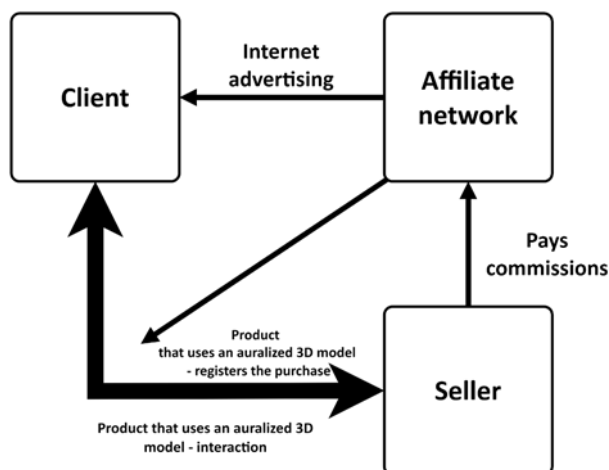 Client
Internet
advertising
Affiliate
network
Pays
commissions
Product
that uses an auralized 3D model
- registers the purchase
Seller
Product that uses an auralized 3D
model - interaction